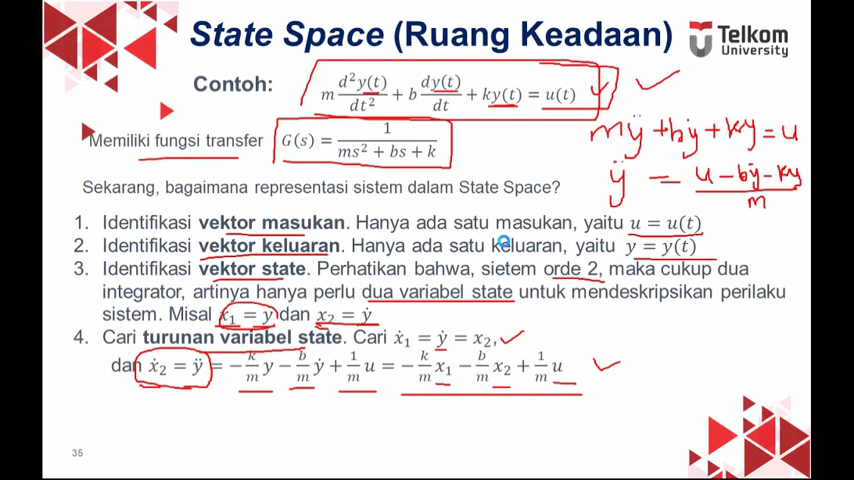 State Space (Ruang Keadaan)
Telkom
University
Contoh: m d²y(t)/dt² + b dy(t)/dt + ky(t) = u(t)
Memiliki fungsi transfer G(s) = 1/(ms² + bs + k)
mÿ + bẏ + ky = u
ÿ = (u - bẏ - ky)/m
Sekarang, bagaimana representasi sistem dalam State Space?
1. Identifikasi vektor masukan. Hanya ada satu masukan, yaitu u = u(t)
2. Identifikasi vektor keluaran. Hanya ada satu keluaran, yaitu y = y(t)
3. Identifikasi vektor state. Perhatikan bahwa, sietem orde 2, maka cukup dua
integrator, artinya hanya perlu dua variabel state untuk mendeskripsikan perilaku
sistem. Misal x₁ = y dan x₂ = ẏ
4. Cari turunan variabel state. Cari ẋ₁ = ẏ = x₂,
dan ẋ₂ = ÿ = -k/m y - b/m ẏ + 1/m u = -k/m x₁ - b/m x₂ + 1/m u
35